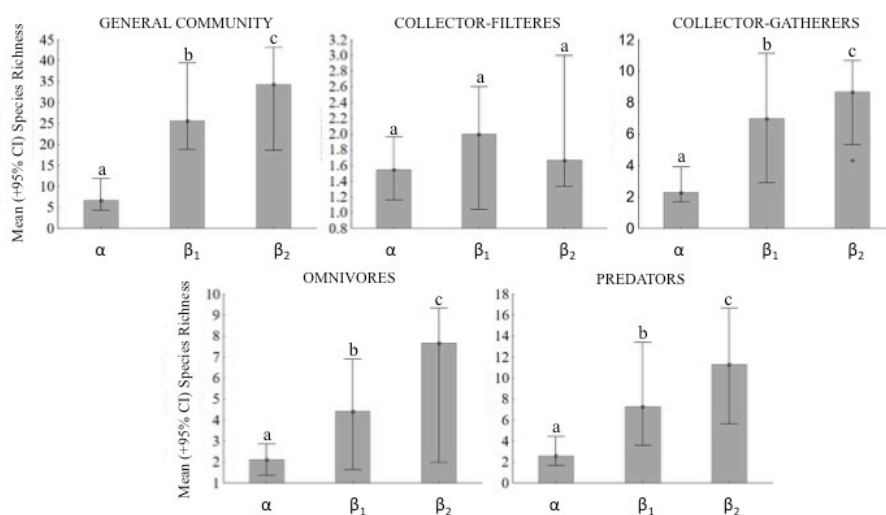 GENERAL COMMUNITY
Mean (+95% CI) Species Richness
45
40
35
30
25
20
15
10
5
0
a
b
c
α
β1
β2
COLLECTOR-FILTERES
3.2
3.0
2.8
2.6
2.4
2.2
2.0
1.8
1.6
1.4
1.2
1.0
0.8
a
a
a
α
β1
β2
COLLECTOR-GATHERERS
12
10
8
6
4
2
0
a
b
c
α
β1
β2
OMNIVORES
Mean (+95% CI) Species Richness
10
9
8
7
6
5
4
3
2
1
a
b
c
α
β1
β2
PREDATORS
18
16
14
12
10
8
6
4
2
0
a
b
c
α
β1
β2